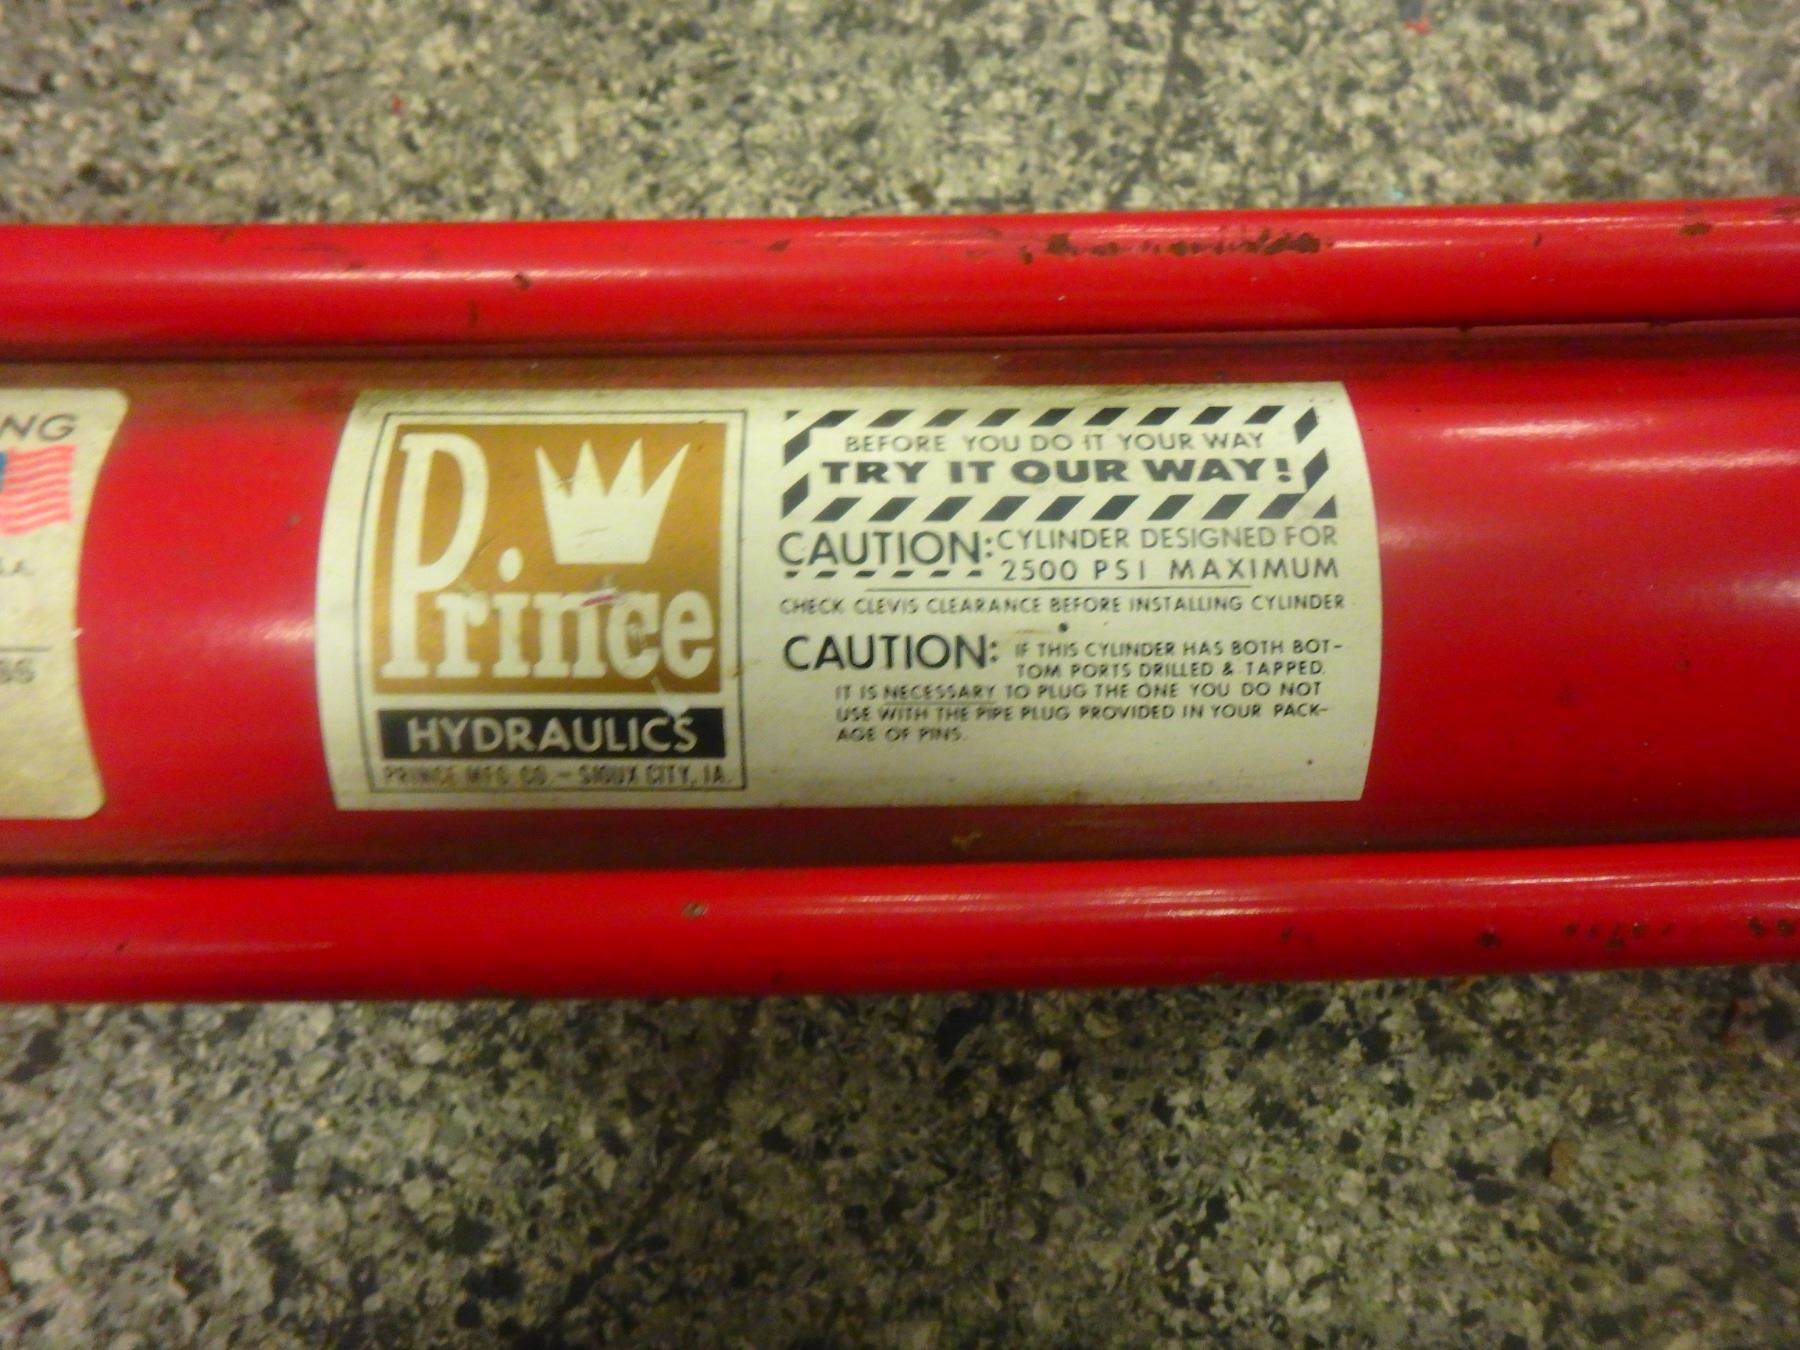 NG
Prince
HYDRAULICS
PRINCE MFG. CO. - SIOUX CITY, IA.
BEFORE YOU DO IT YOUR WAY
TRY IT OUR WAY!
CAUTION: CYLINDER DESIGNED FOR
2500 PSI MAXIMUM
CHECK CLEVIS CLEARANCE BEFORE INSTALLING CYLINDER
CAUTION: IF THIS CYLINDER HAS BOTH BOT-
TOM PORTS DRILLED & TAPPED.
IT IS NECESSARY TO PLUG THE ONE YOU DO NOT
USE WITH THE PIPE PLUG PROVIDED IN YOUR PACK-
AGE OF PINS.